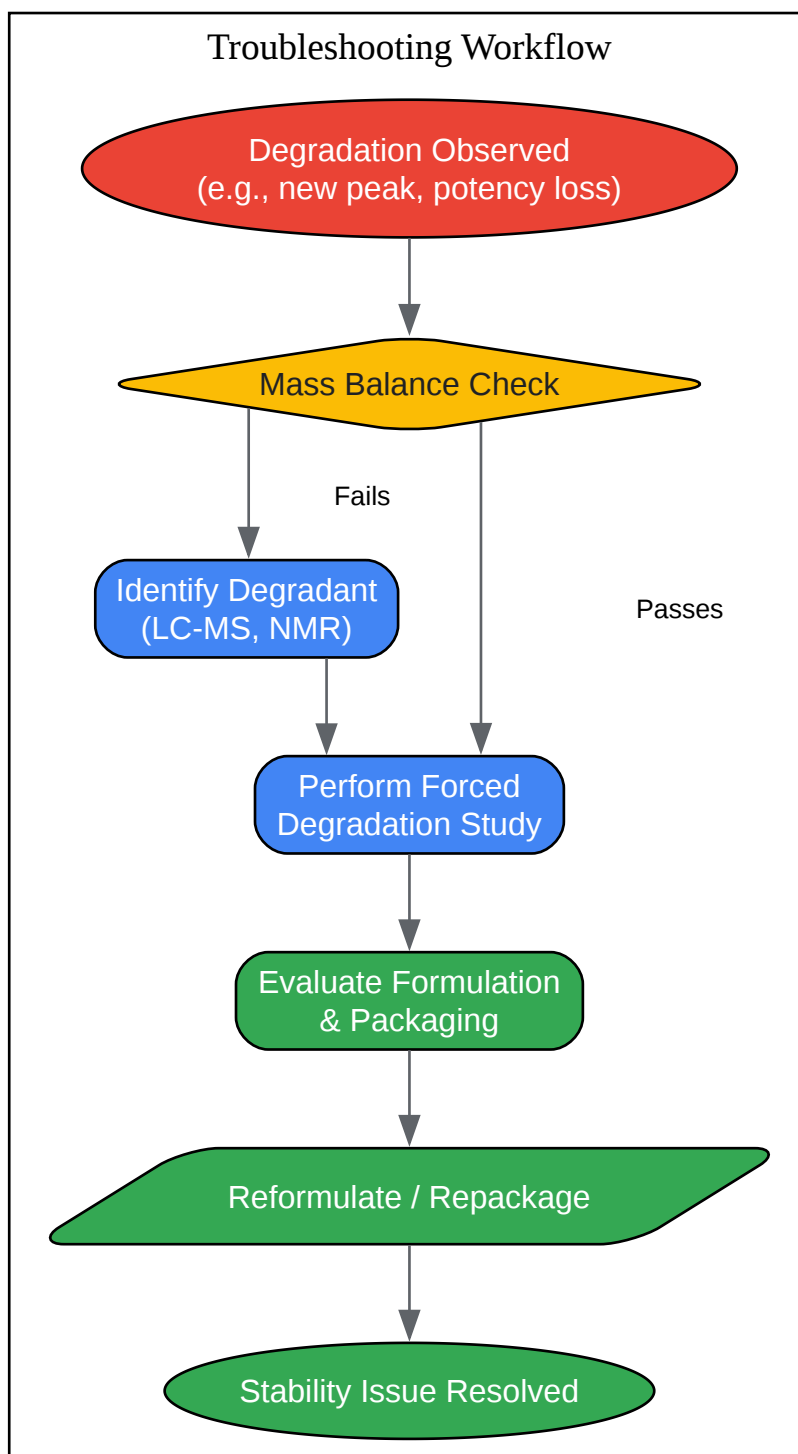 Troubleshooting Workflow
Degradation Observed
(e.g., new peak, potency loss)
Mass Balance Check
Fails
Identify Degradant
(LC-MS, NMR)
Passes
Perform Forced
Degradation Study
Evaluate Formulation
& Packaging
Reformulate / Repackage
Stability Issue Resolved